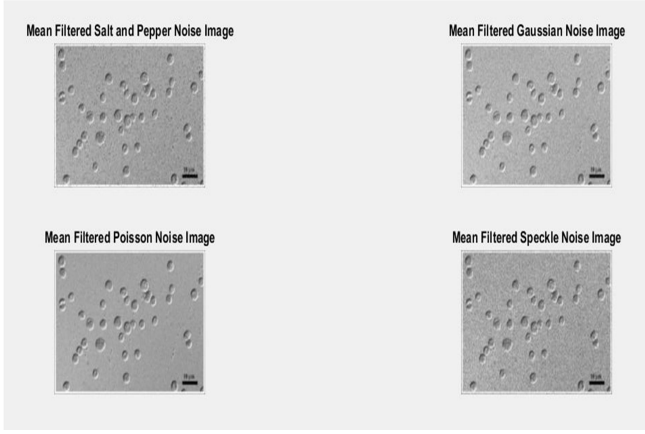 Mean Filtered Salt and Pepper Noise Image
Mean Filtered Gaussian Noise Image
Mean Filtered Poisson Noise Image
Mean Filtered Speckle Noise Image